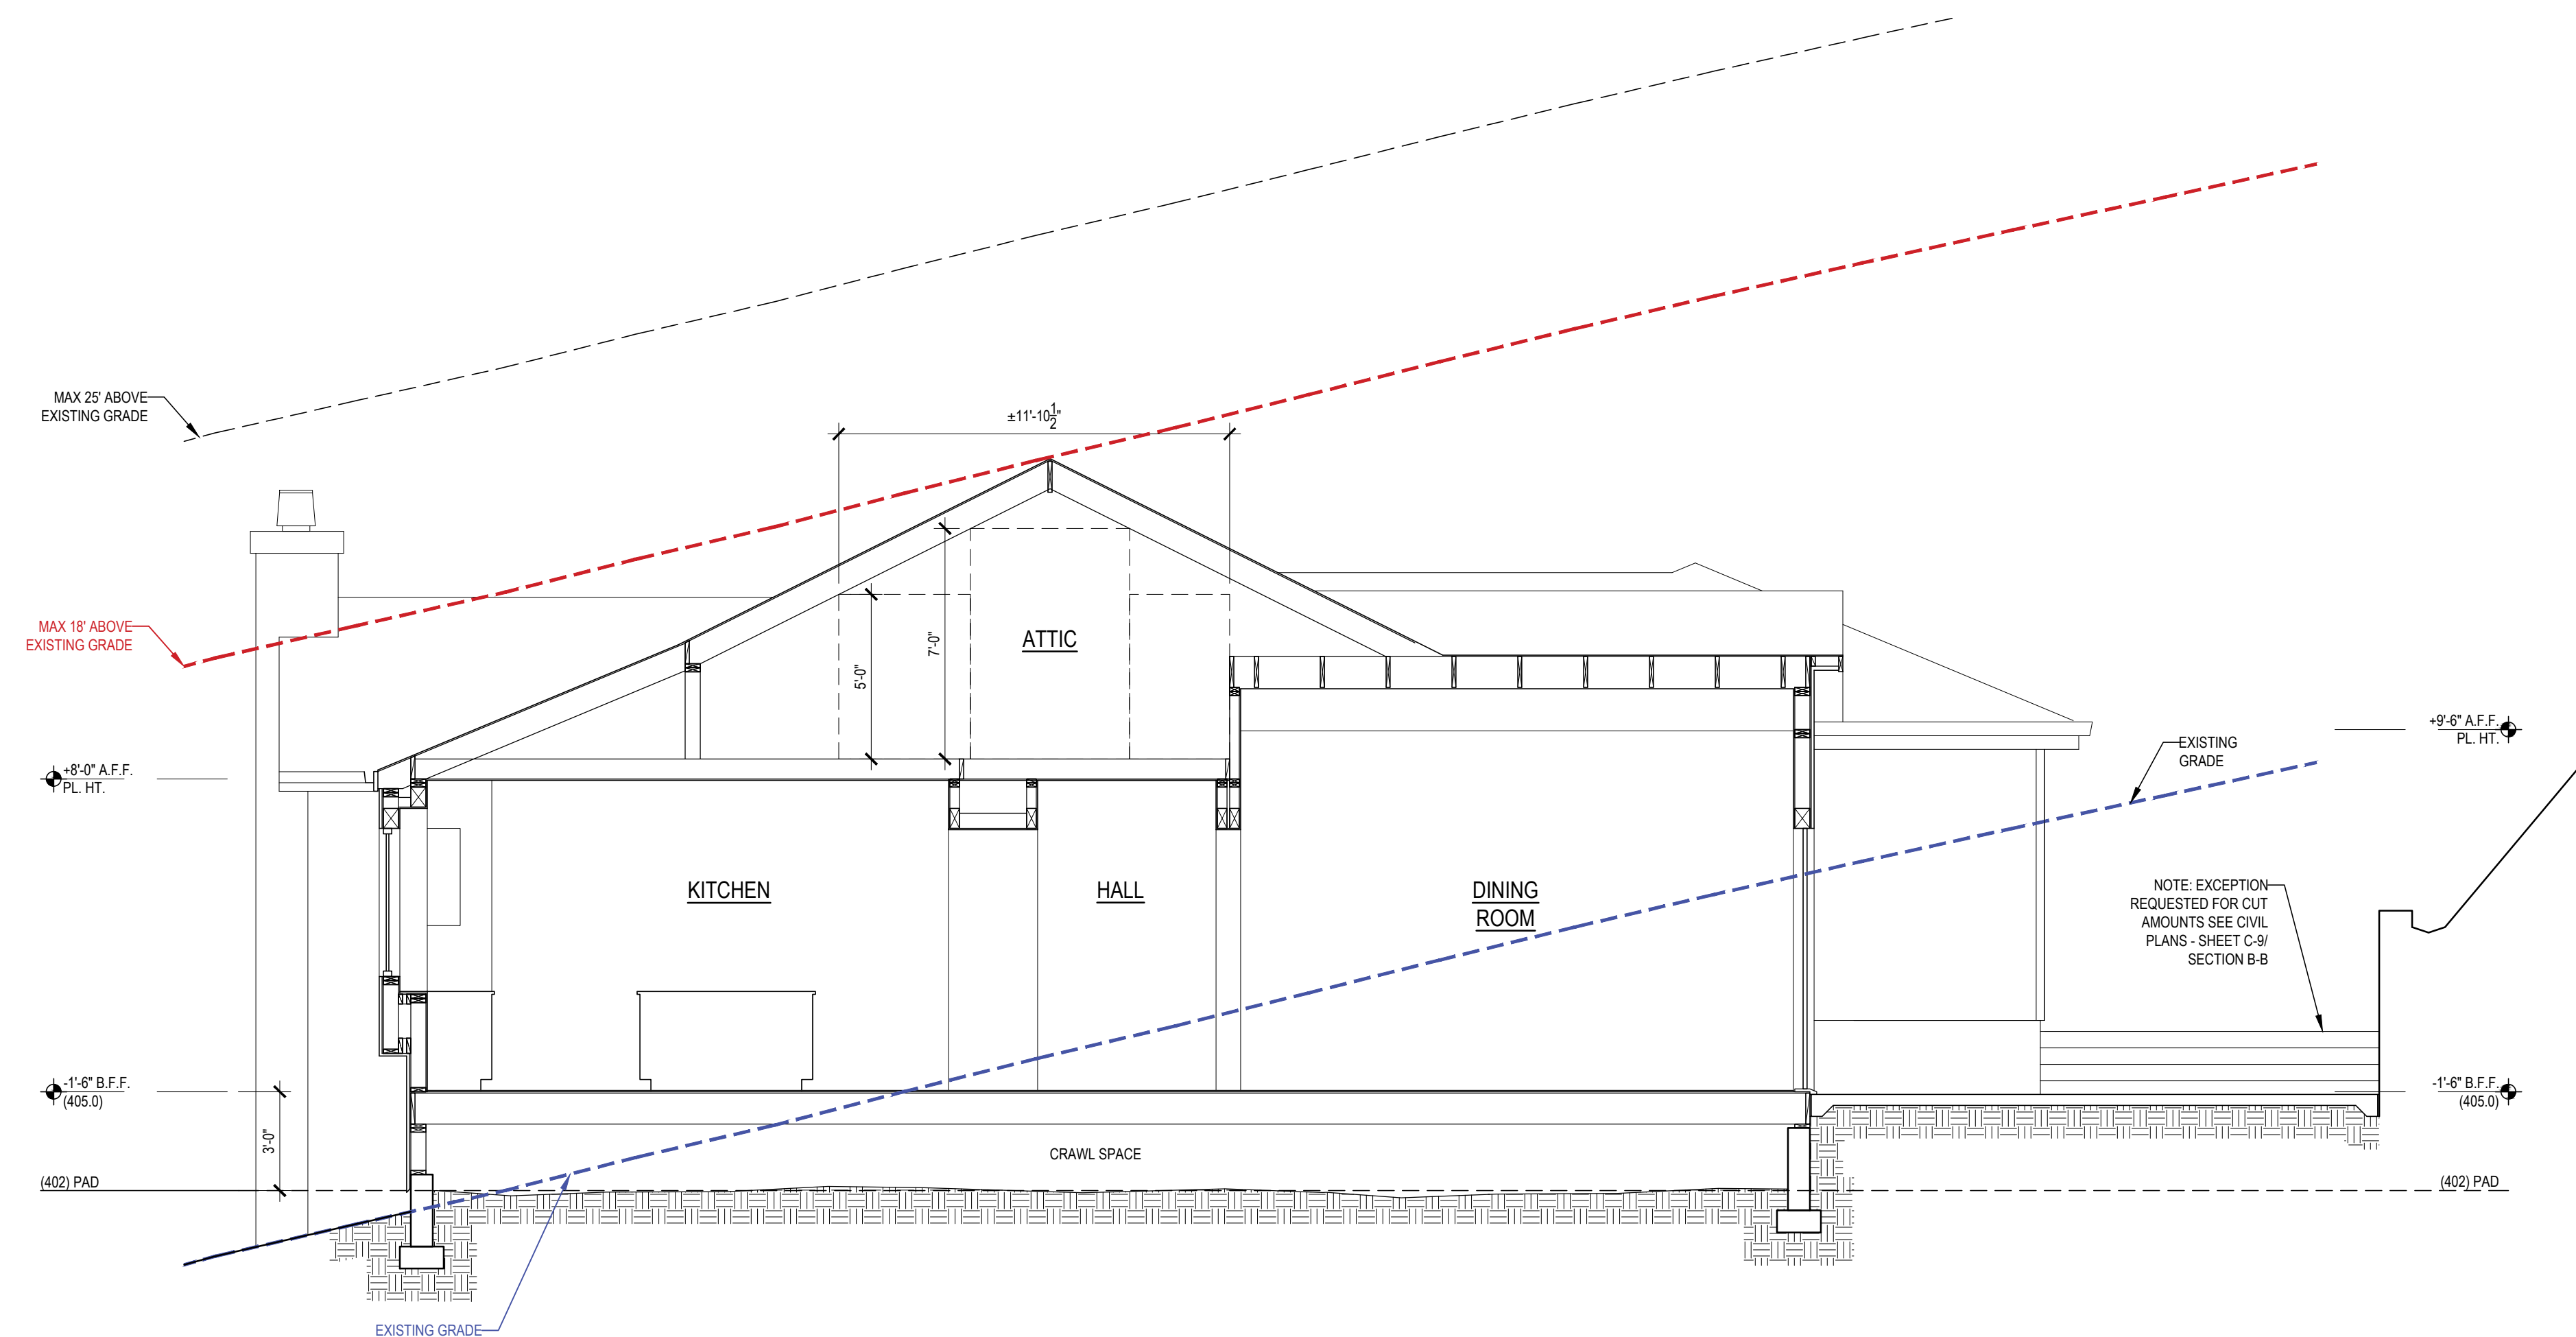 MAX 25' ABOVE
EXISTING GRADE
±11'-10 1/2"
MAX 18' ABOVE
EXISTING GRADE
7'-0"
5'-0"
ATTIC
+8'-0" A.F.F.
PL. HT.
+9'-6" A.F.F.
PL. HT.
EXISTING
GRADE
KITCHEN
HALL
DINING
ROOM
NOTE: EXCEPTION
REQUESTED FOR CUT
AMOUNTS SEE CIVIL
PLANS - SHEET C-9/
SECTION B-B
-1'-6" B.F.F.
(405.0)
-1'-6" B.F.F.
(405.0)
3'-0"
CRAWL SPACE
(402) PAD
(402) PAD
EXISTING GRADE